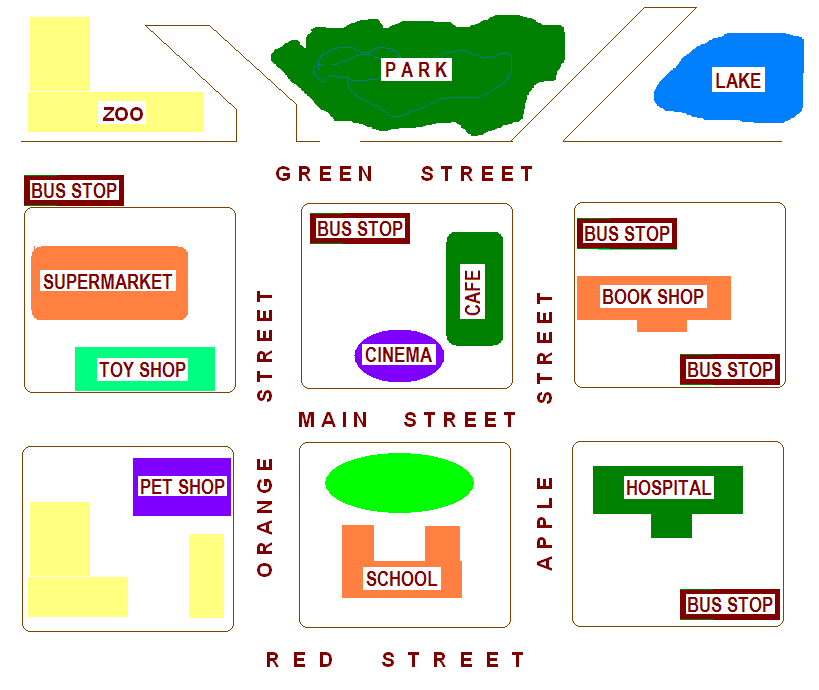 PARK
LAKE
ZOO
GREEN STREET
BUS STOP
BUS STOP
BUS STOP
SUPERMARKET
CAFE
BOOK SHOP
CINEMA
TOY SHOP
BUS STOP
ORANGE STREET
APPLE STREET
MAIN STREET
PET SHOP
HOSPITAL
SCHOOL
BUS STOP
RED STREET